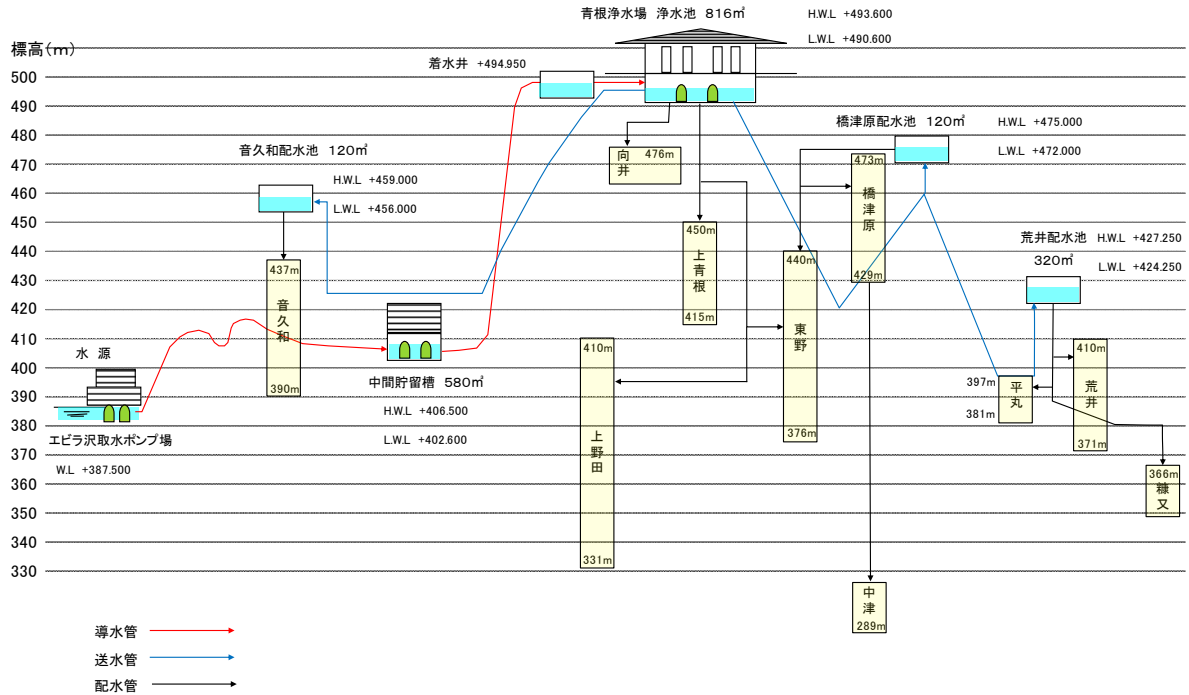 青根浄水場 浄水池 816㎥
H.W.L +493.600
L.W.L +490.600
標高(m)
着水井 +494.950
500
490
480
470
460
450
440
430
420
410
400
390
380
370
360
350
340
330
橋津原配水池 120㎥
H.W.L +475.000
L.W.L +472.000
音久和配水池 120㎥
H.W.L +459.000
L.W.L +456.000
向井
476m
473m
橋津原
429m
450m
上青根
415m
440m
東野
376m
荒井配水池
320㎥
H.W.L +427.250
L.W.L +424.250
437m
音久和
390m
水 源
エビラ沢取水ポンプ場
W.L +387.500
中間貯留槽 580㎥
H.W.L +406.500
L.W.L +402.600
410m
上野田
331m
397m
平丸
381m
410m
荒井
371m
366m
糠又
中津
289m
導水管
送水管
配水管